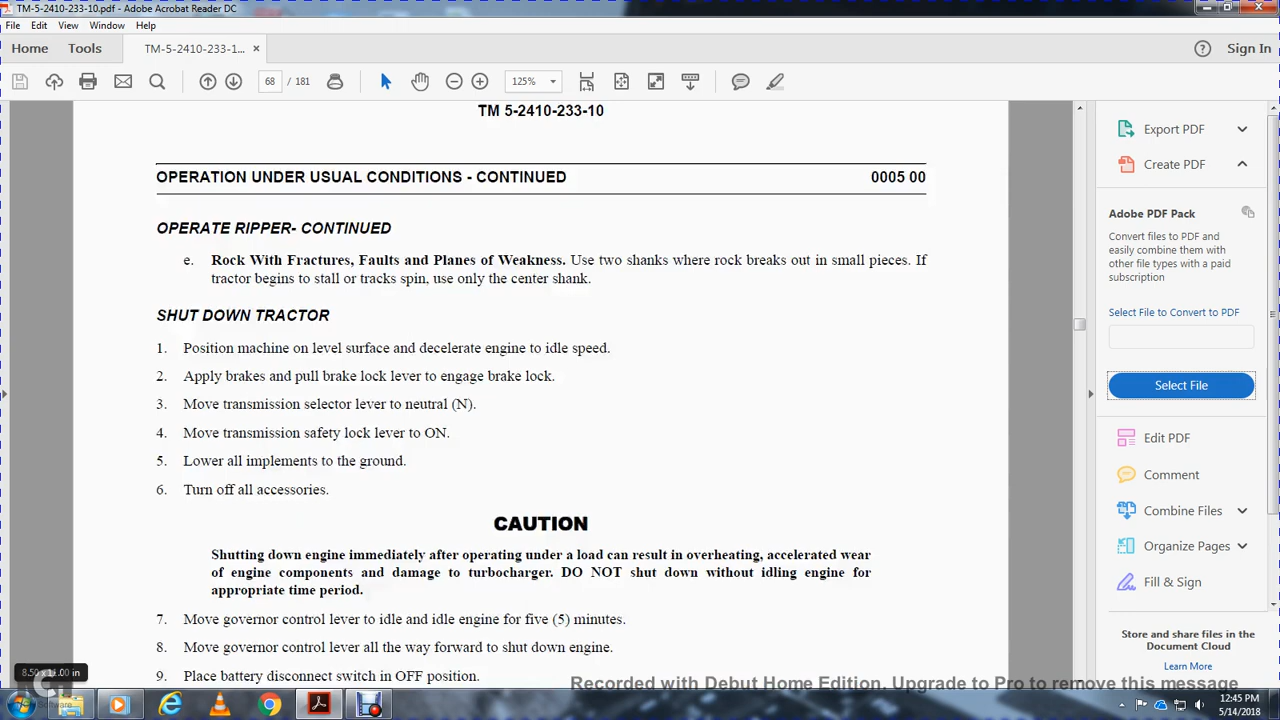 TM-5-2410-233-10.pdf - Adobe Acrobat Reader DC
File Edit View Window Help
Home Tools TM-5-2410-233-1... × Sign In
68 / 181 125%
TM 5-2410-233-10
OPERATION UNDER USUAL CONDITIONS - CONTINUED 0005 00
OPERATE RIPPER- CONTINUED
e. Rock With Fractures, Faults and Planes of Weakness. Use two shanks where rock breaks out in small pieces. If
tractor begins to stall or tracks spin, use only the center shank.
SHUT DOWN TRACTOR
1. Position machine on level surface and decelerate engine to idle speed.
2. Apply brakes and pull brake lock lever to engage brake lock.
3. Move transmission selector lever to neutral (N).
4. Move transmission safety lock lever to ON.
5. Lower all implements to the ground.
6. Turn off all accessories.
CAUTION
Shutting down engine immediately after operating under a load can result in overheating, accelerated wear
of engine components and damage to turbocharger. DO NOT shut down without idling engine for
appropriate time period.
7. Move governor control lever to idle and idle engine for five (5) minutes.
8. Move governor control lever all the way forward to shut down engine.
9. Place battery disconnect switch in OFF position.
8.50 x 11.00 in
Export PDF
Create PDF
Adobe PDF Pack
Convert files to PDF and
easily combine them with
other file types with a paid
subscription
Select File to Convert to PDF
Select File
Edit PDF
Comment
Combine Files
Organize Pages
Fill & Sign
Store and share files in the
Document Cloud
Learn More
Recorded with Debut Home Edition. Upgrade to Pro to remove this message
Software
12:45 PM
5/14/2018